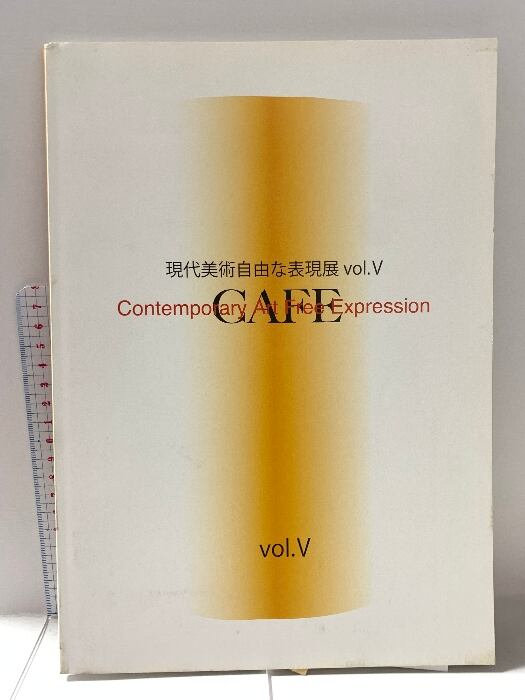 現代美術自由な表現展 vol.V
CAFE
Contemporary Art Free Expression
vol.V